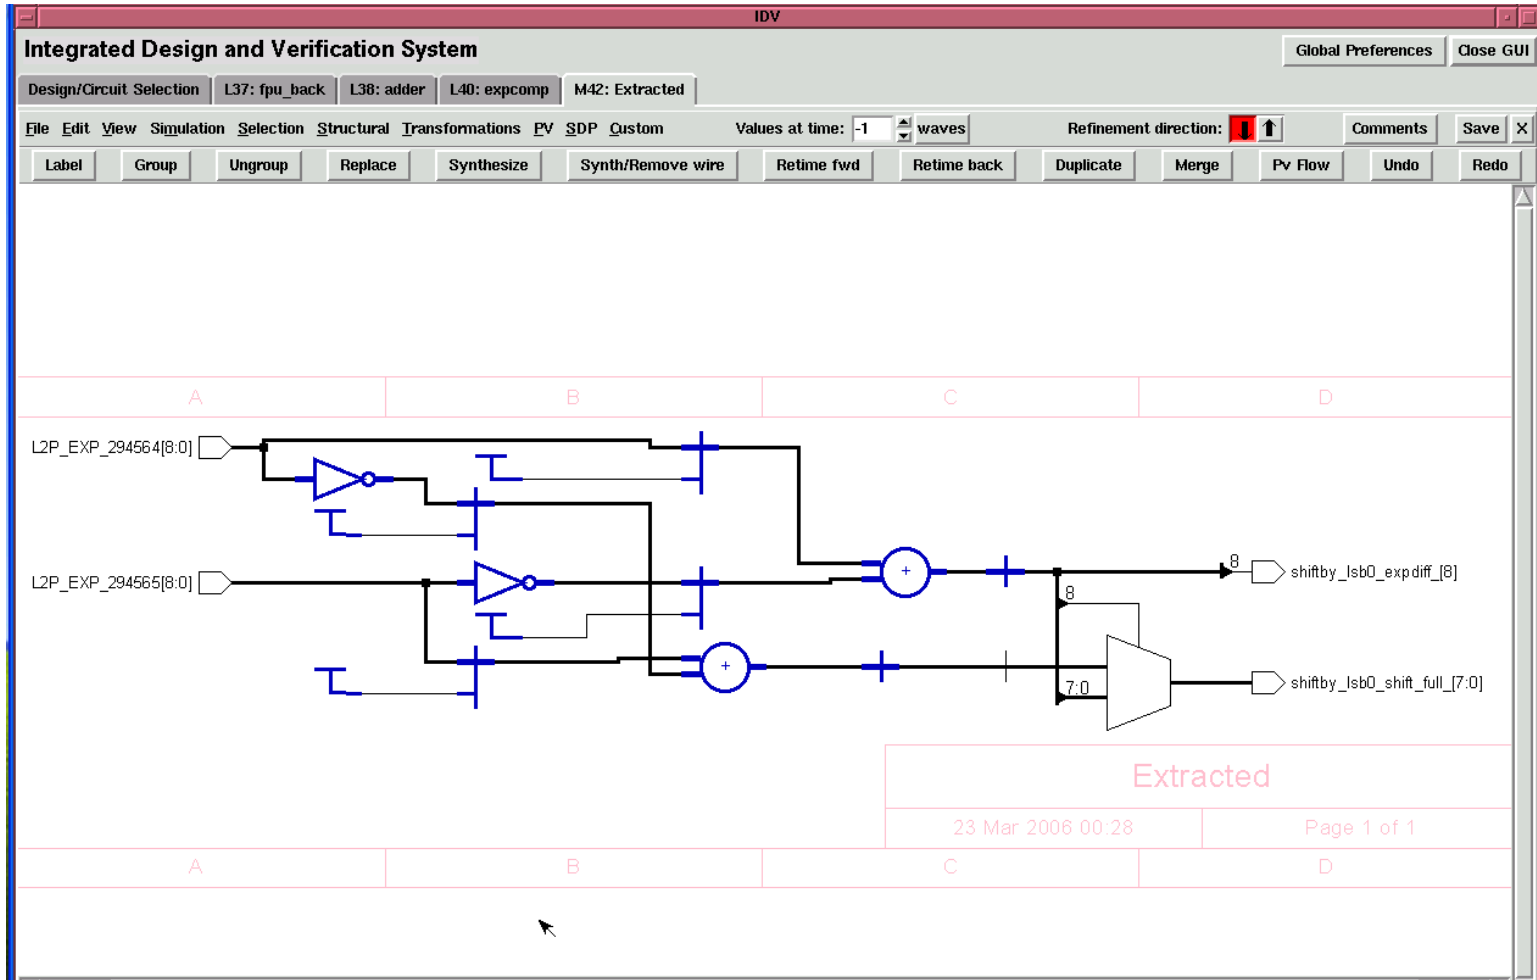 IDV
Integrated Design and Verification System Global Preferences Close GUI
Design/Circuit Selection L37: fpu_back L38: adder L40: expcomp M42: Extracted
File Edit View Simulation Selection Structural Transformations PV SDP Custom Values at time: -1 waves Refinement direction: Comments Save X
Label Group Ungroup Replace Synthesize Synth/Remove wire Retime fwd Retime back Duplicate Merge Pv Flow Undo Redo
A B C D
L2P_EXP_294564[8:0]
L2P_EXP_294565[8:0] + 8 shiftby_lsb0_expdiff_[8]
8
+ 7:0 shiftby_lsb0_shift_full_[7:0]
Extracted
23 Mar 2006 00:28 Page 1 of 1
A B C D